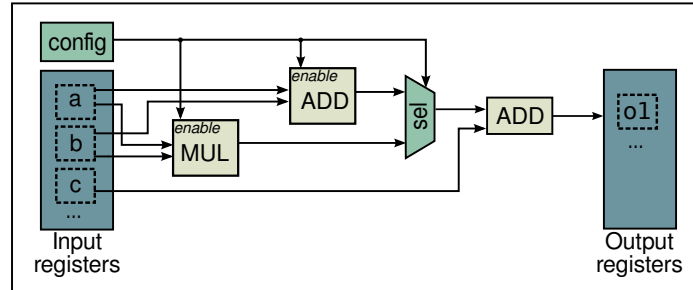 config
enable
ADD
a
enable
MUL
b
sel
ADD
o1
...
c
...
Input
registers
Output
registers